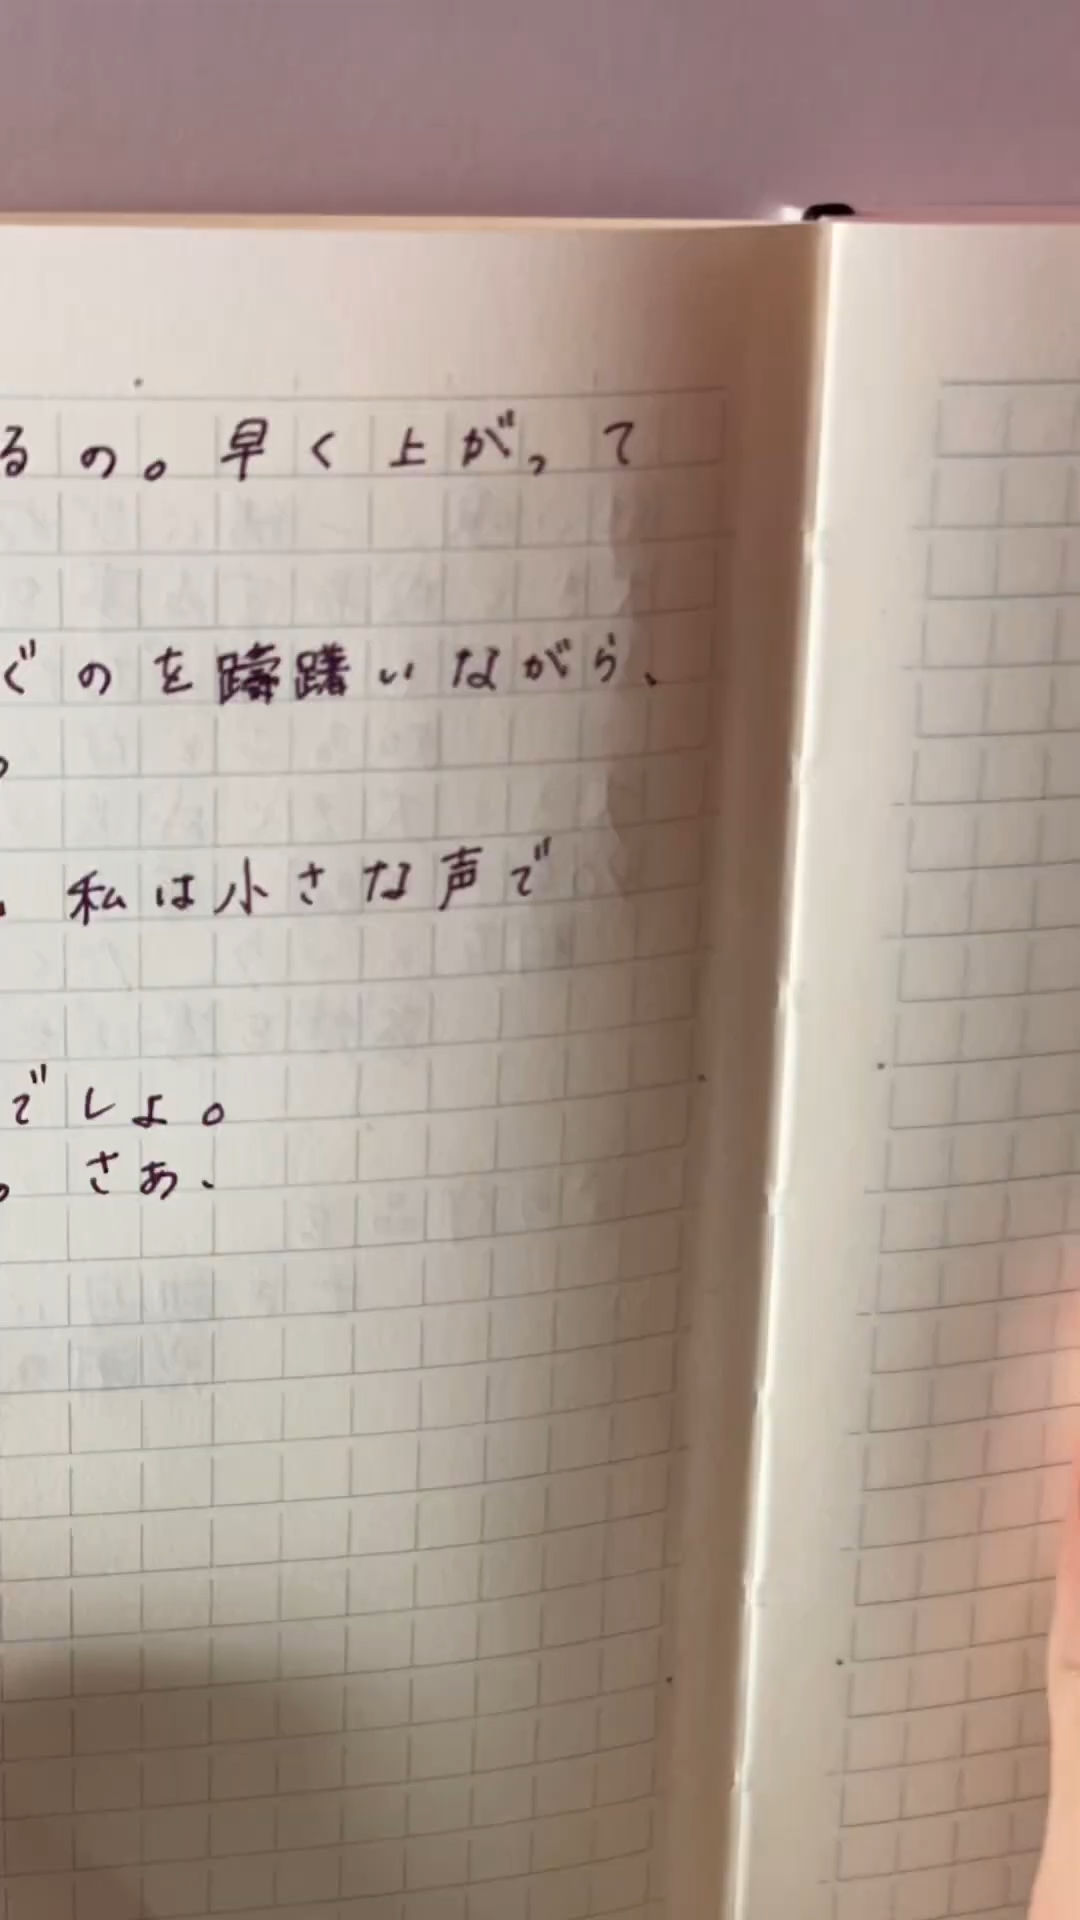 るの。早く上がって
ぐのを躊躇いながら、
。
私は小さな声で
でしょ。
。さあ、